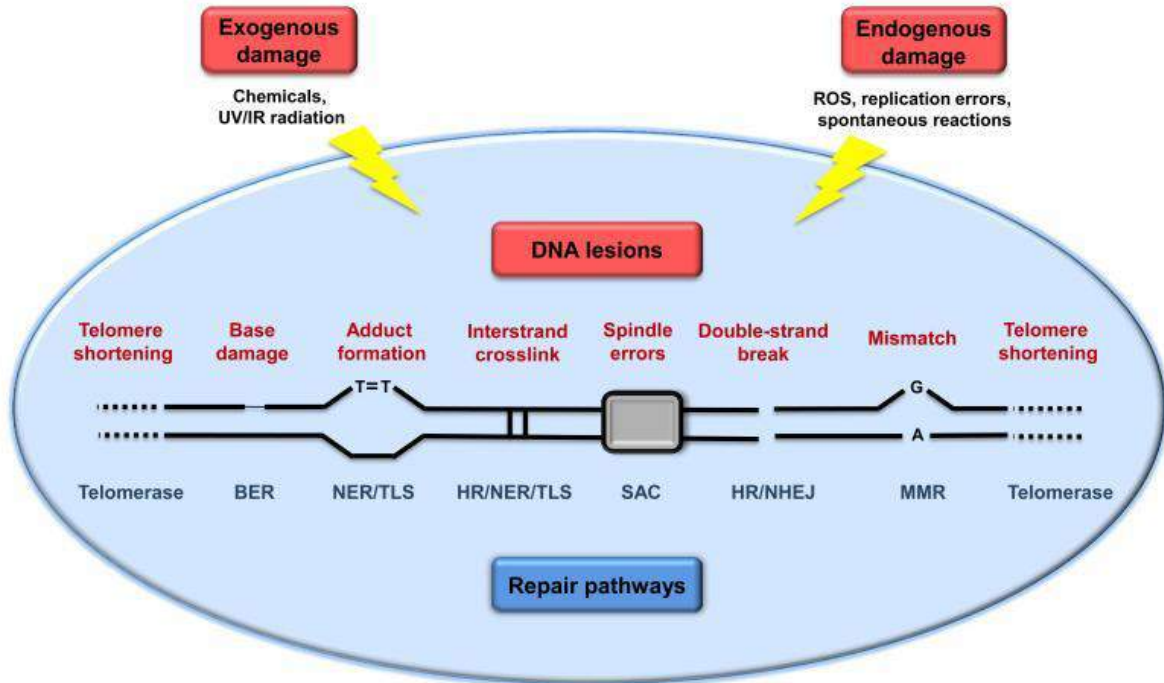 Exogenous
damage
Chemicals,
UV/IR radiation
Endogenous
damage
ROS, replication errors,
spontaneous reactions
DNA lesions
Telomere
shortening
Base
damage
Adduct
formation
Interstrand
crosslink
Spindle
errors
Double-strand
break
Mismatch
Telomere
shortening
T=T
G
A
Telomerase
BER
NER/TLS
HR/NER/TLS
SAC
HR/NHEJ
MMR
Telomerase
Repair pathways